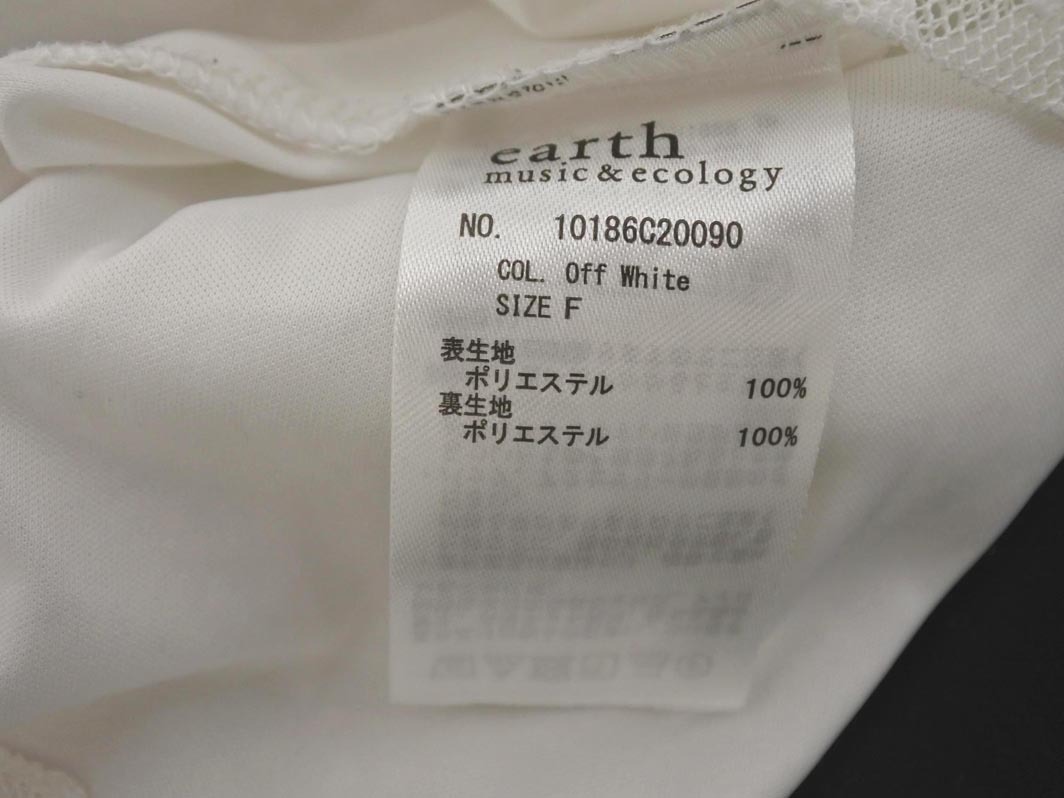 earth
music & ecology
NO. 10186C20090
COL. Off White
SIZE F
表生地
ポリエステル 100%
裏生地
ポリエステル 100%